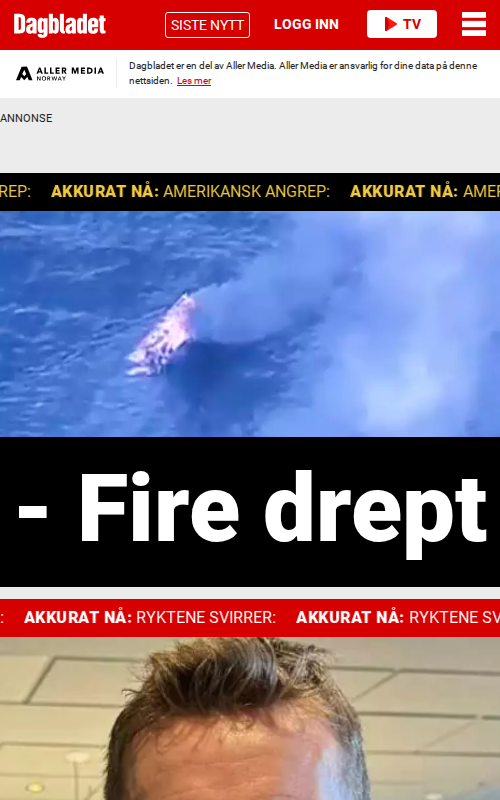 Dagbladet
SISTE NYTT
LOGG INN
TV
ALLER MEDIA
NORWAY
Dagbladet er en del av Aller Media. Aller Media er ansvarlig for dine data på denne
nettsiden. Les mer
ANNONSE
REP: AKKURAT NÅ: AMERIKANSK ANGREP: AKKURAT NÅ: AMER
- Fire drept
: AKKURAT NÅ: RYKTENE SVIRRER: AKKURAT NÅ: RYKTENE SV